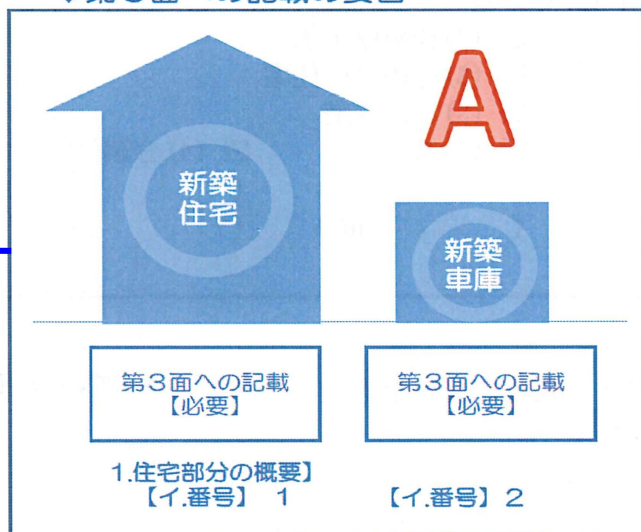 A
新築
住宅
新築
車庫
第3面への記載
【必要】
第3面への記載
【必要】
1.住宅部分の概要】
【イ.番号】 1
【イ.番号】 2